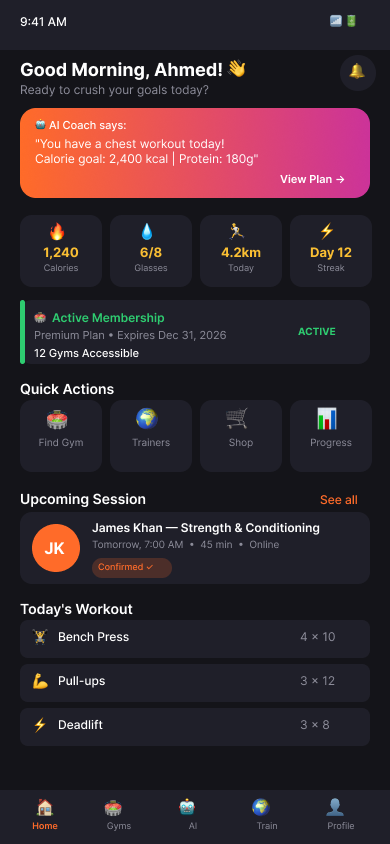 9:41 AM
Good Morning, Ahmed! 👋
Ready to crush your goals today?
AI Coach says:
"You have a chest workout today!
Calorie goal: 2,400 kcal | Protein: 180g"
View Plan →
1,240
Calories
6/8
Glasses
4.2km
Today
Day 12
Streak
Active Membership
Premium Plan • Expires Dec 31, 2026
ACTIVE
12 Gyms Accessible
Quick Actions
Find Gym
Trainers
Shop
Progress
Upcoming Session
See all
JK
James Khan — Strength & Conditioning
Tomorrow, 7:00 AM • 45 min • Online
Confirmed ✓
Today's Workout
Bench Press 4 × 10
Pull-ups 3 × 12
Deadlift 3 × 8
Home
Gyms
AI
Train
Profile